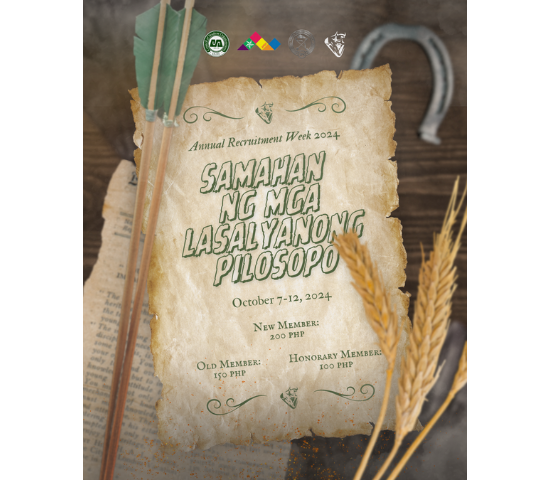 Annual Recruitment Week 2024
SAMAHAN
NG MGA
LASALYANONG
PILOSOPO
October 7-12, 2024
New Member:
200 PHP
Old Member:
150 PHP
Honorary Member:
100 PHP